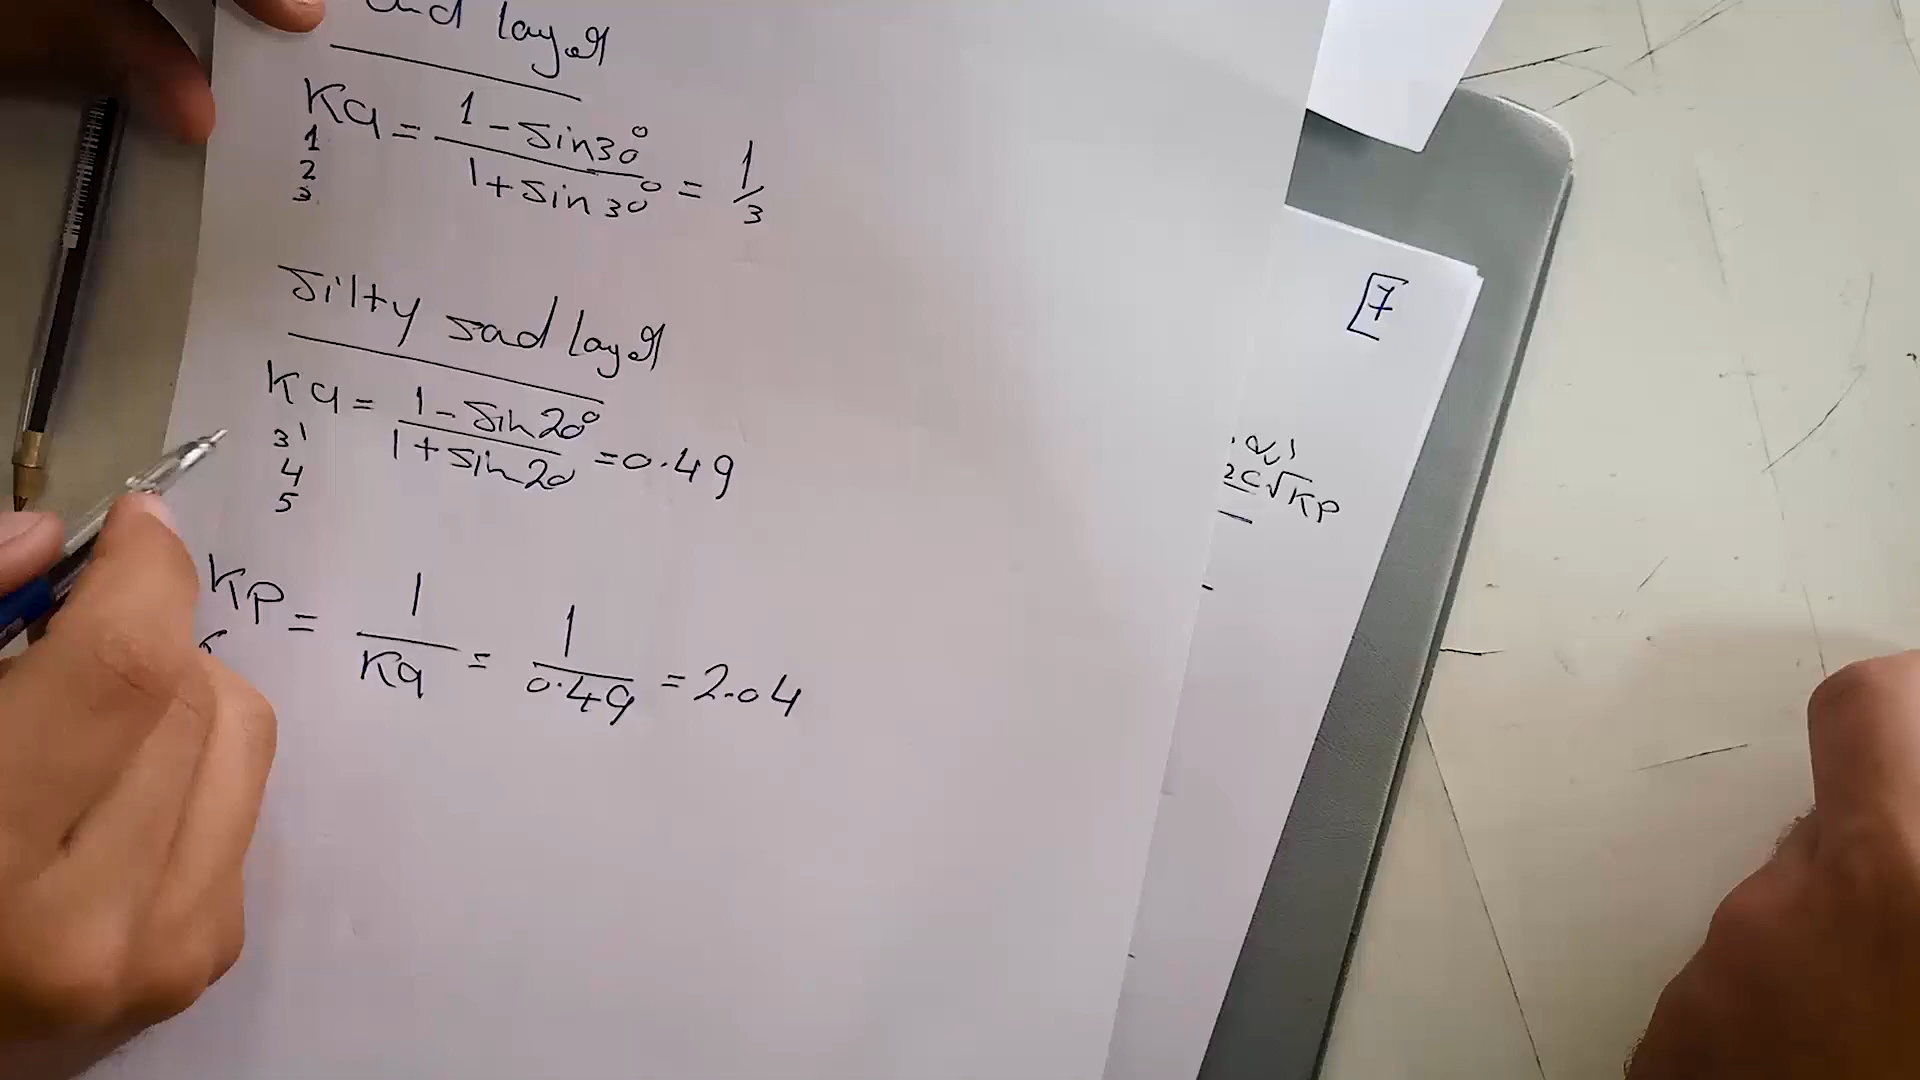 layer
Ka = 1 - sin30° / 1 + sin30° = 1/3
1
2
3
Silty sad layer
Ka = 1 - sin20° / 1 + sin20 = 0.49
3'
4
5
KP = 1 / Ka = 1 / 0.49 = 2.04
7
2C√KP